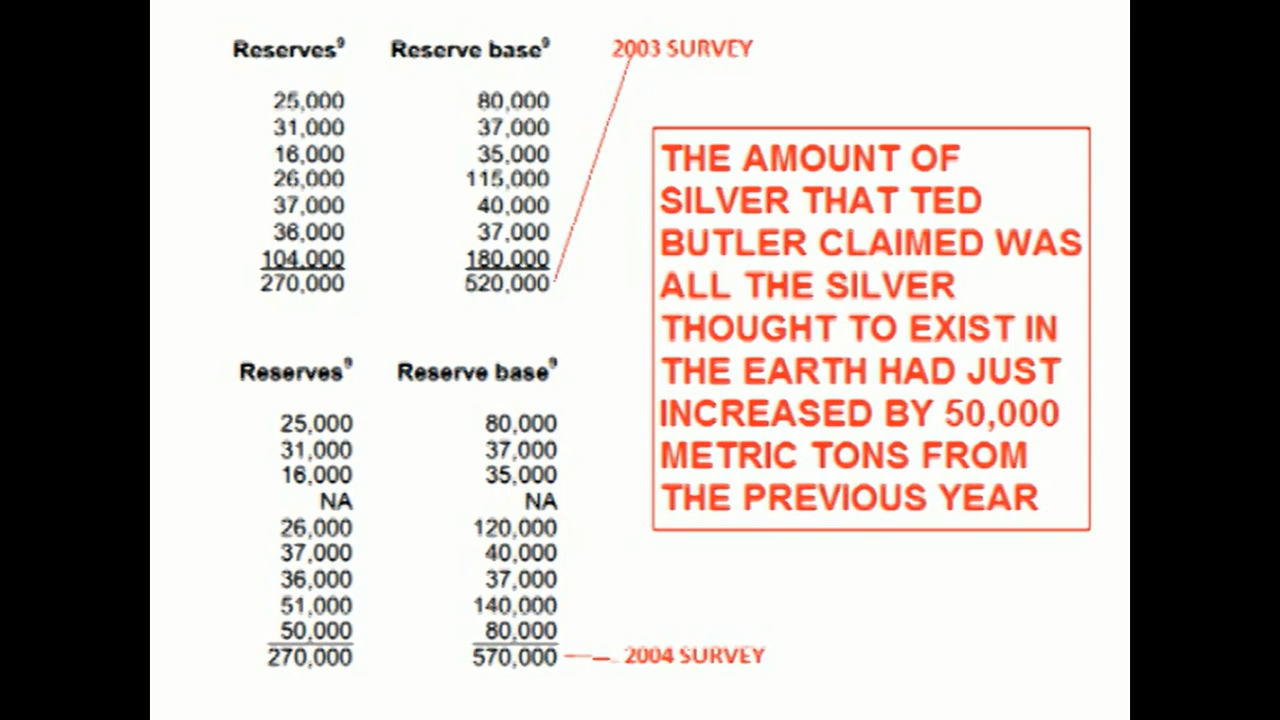 Reserves⁹ Reserve base⁹ 2003 SURVEY
25,000 80,000
31,000 37,000
16,000 35,000
26,000 115,000
37,000 40,000
36,000 37,000
104,000 180,000
270,000 520,000
THE AMOUNT OF
SILVER THAT TED
BUTLER CLAIMED WAS
ALL THE SILVER
THOUGHT TO EXIST IN
THE EARTH HAD JUST
INCREASED BY 50,000
METRIC TONS FROM
THE PREVIOUS YEAR
Reserves⁹ Reserve base⁹
25,000 80,000
31,000 37,000
16,000 35,000
NA NA
26,000 120,000
37,000 40,000
36,000 37,000
51,000 140,000
50,000 80,000
270,000 570,000 2004 SURVEY